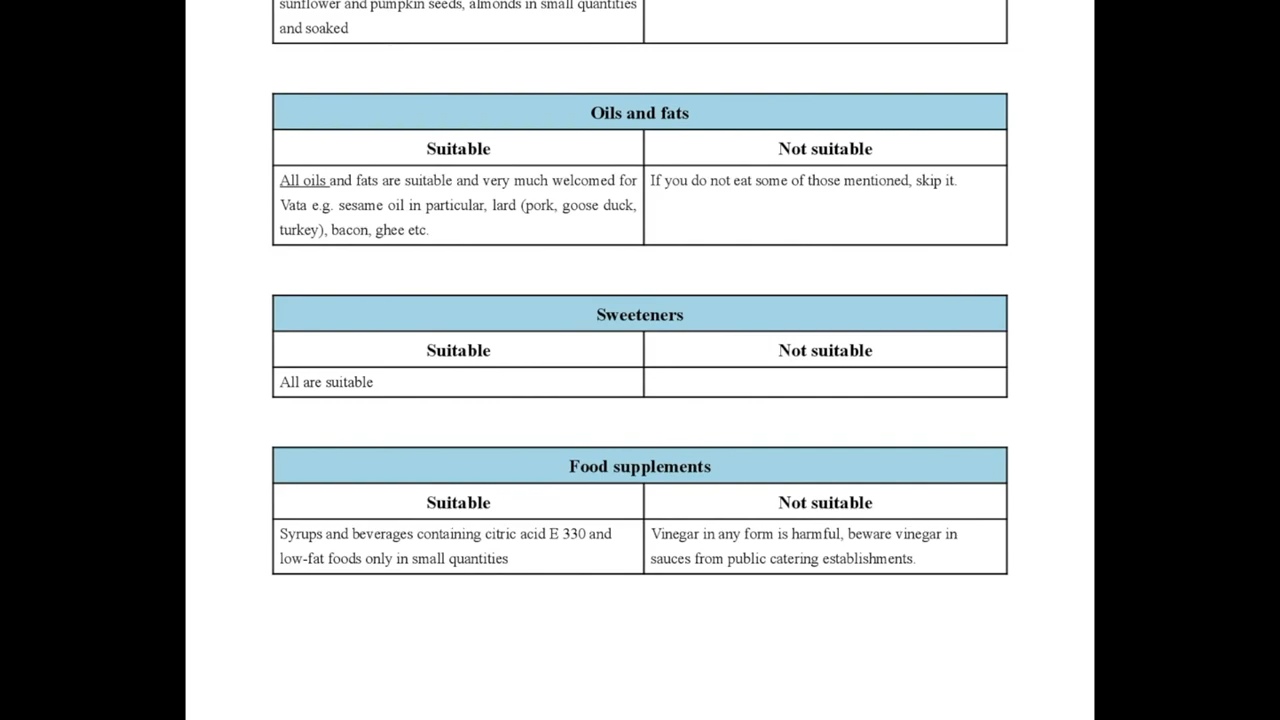 sunflower and pumpkin seeds, almonds in small quantities
and soaked
Oils and fats
Suitable
Not suitable
All oils and fats are suitable and very much welcomed for
Vata e.g. sesame oil in particular, lard (pork, goose duck,
turkey), bacon, ghee etc.
If you do not eat some of those mentioned, skip it.
Sweeteners
Suitable
Not suitable
All are suitable
Food supplements
Suitable
Not suitable
Syrups and beverages containing citric acid E 330 and
low-fat foods only in small quantities
Vinegar in any form is harmful, beware vinegar in
sauces from public catering establishments.